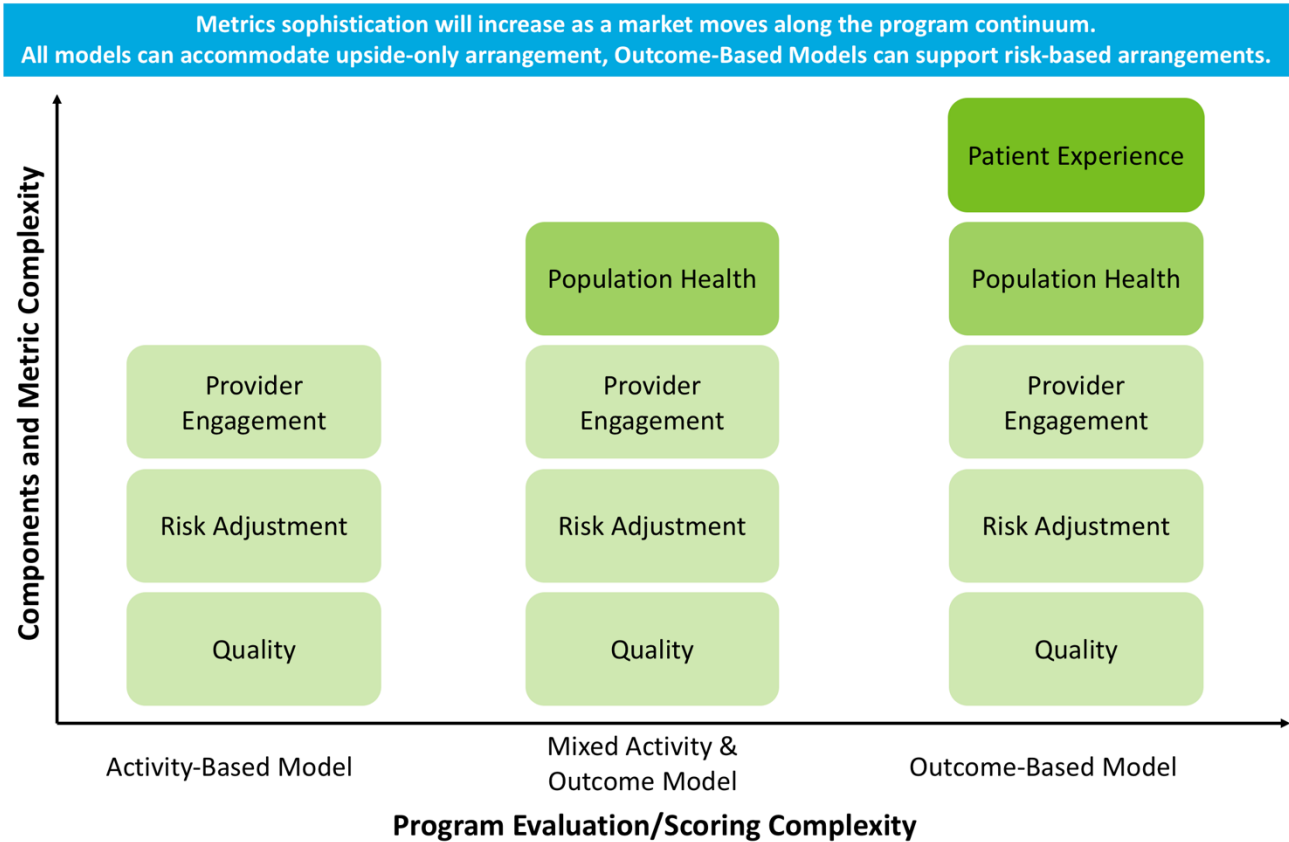 Metrics sophistication will increase as a market moves along the program continuum.
All models can accommodate upside-only arrangement, Outcome-Based Models can support risk-based arrangements.
Components and Metric Complexity
Patient Experience
Population Health
Population Health
Provider
Engagement
Provider
Engagement
Provider
Engagement
Risk Adjustment
Risk Adjustment
Risk Adjustment
Quality
Quality
Quality
Activity-Based Model
Mixed Activity &
Outcome Model
Outcome-Based Model
Program Evaluation/Scoring Complexity